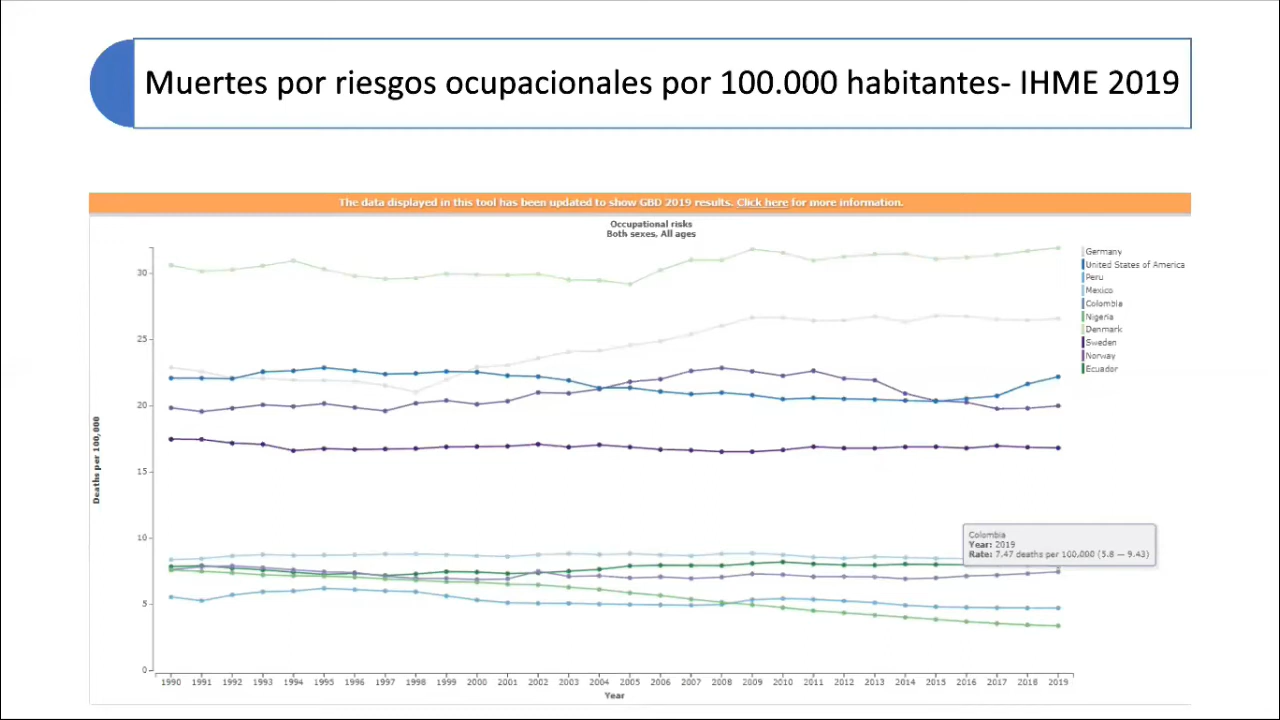 Muertes por riesgos ocupacionales por 100.000 habitantes- IHME 2019
The data displayed in this tool has been updated to show GBD 2019 results. Click here for more information.
Occupational risks
Both sexes, All ages
30
25
20
15
10
5
0
Deaths per 100,000
1990 1991 1992 1993 1994 1995 1996 1997 1998 1999 2000 2001 2002 2003 2004 2005 2006 2007 2008 2009 2010 2011 2012 2013 2014 2015 2016 2017 2018 2019
Year
Germany
United States of America
Peru
Mexico
Colombia
Nigeria
Denmark
Sweden
Norway
Ecuador
Colombia
Year: 2019
Rate: 7.47 deaths per 100,000 (5.8 — 9.43)